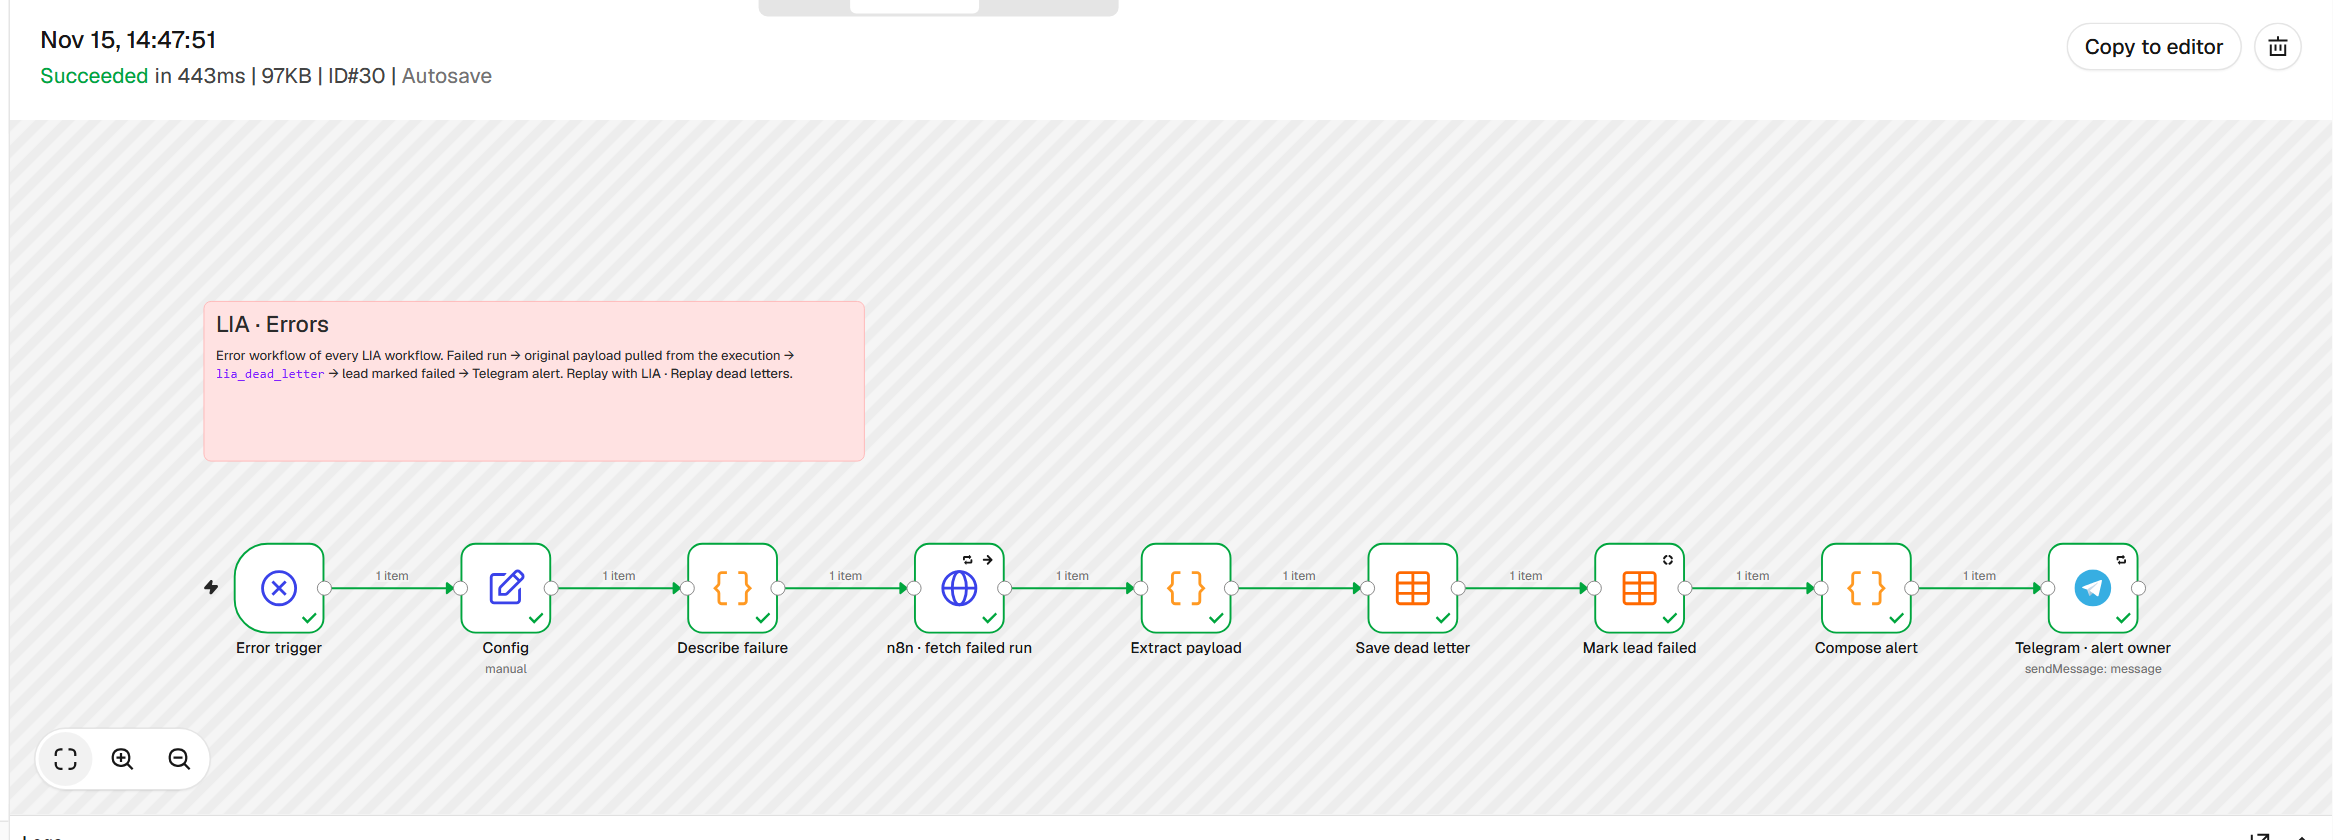 Nov 15, 14:47:51
Succeeded in 443ms | 97KB | ID#30 | Autosave
Copy to editor
LIA · Errors
Error workflow of every LIA workflow. Failed run → original payload pulled from the execution →
lia_dead_letter → lead marked failed → Telegram alert. Replay with LIA · Replay dead letters.
1 item
1 item
1 item
1 item
1 item
1 item
1 item
1 item
Error trigger
Config
manual
Describe failure
n8n · fetch failed run
Extract payload
Save dead letter
Mark lead failed
Compose alert
Telegram · alert owner
sendMessage: message